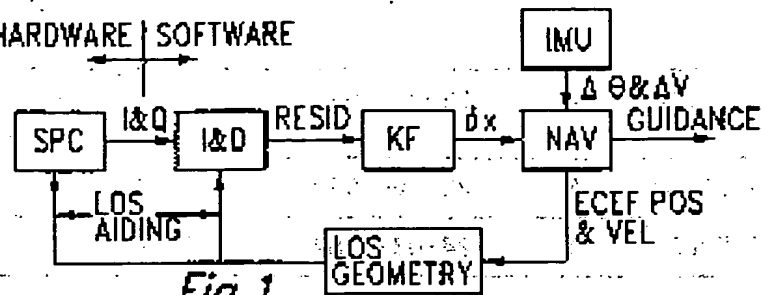 HARDWARE SOFTWARE
IMU
Δ θ & ΔV
I&Q RESID δx GUIDANCE
SPC I&D KF NAV
LOS AIDING
ECEF POS & VEL
LOS GEOMETRY
Fig. 1